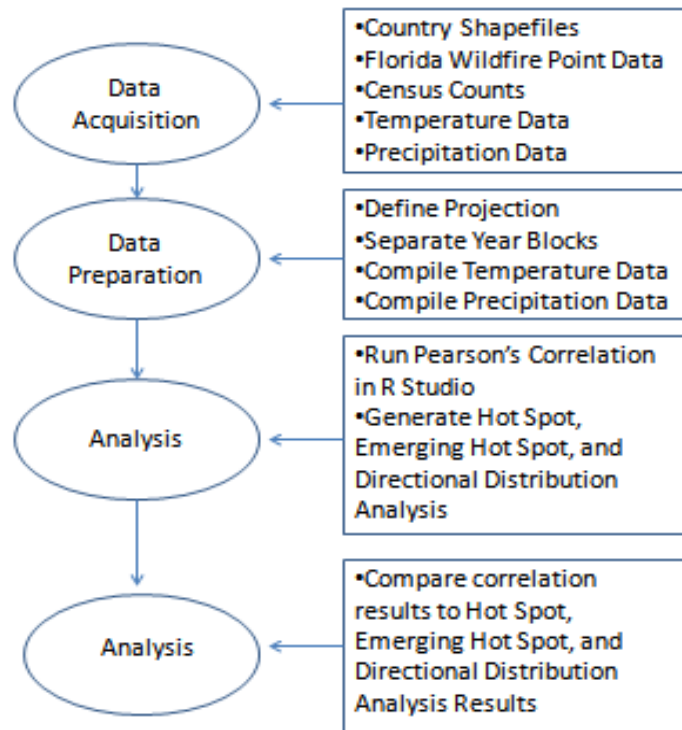 Data
Acquisition
•Country Shapefiles
•Florida Wildfire Point Data
•Census Counts
•Temperature Data
•Precipitation Data
Data
Preparation
•Define Projection
•Separate Year Blocks
•Compile Temperature Data
•Compile Precipitation Data
Analysis
•Run Pearson's Correlation
in R Studio
•Generate Hot Spot,
Emerging Hot Spot, and
Directional Distribution
Analysis
Analysis
•Compare correlation
results to Hot Spot,
Emerging Hot Spot, and
Directional Distribution
Analysis Results